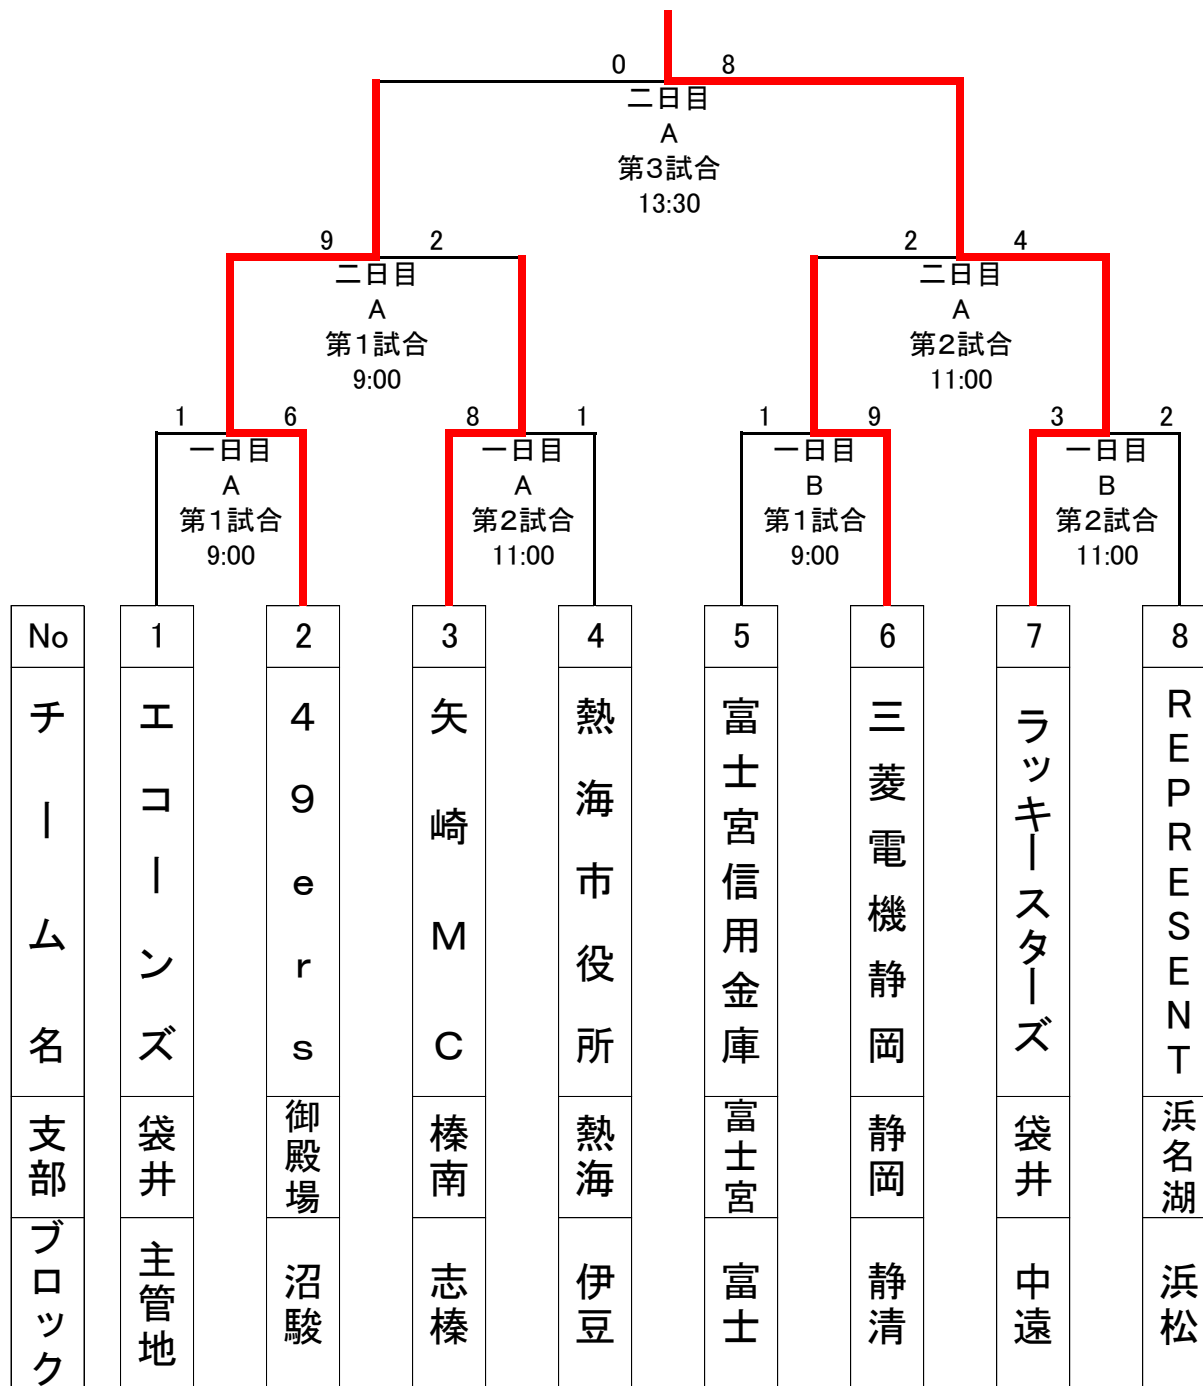 0 8
二日目
A
第3試合
13:30
9 2 2 4
二日目 二日目
A A
第1試合 第2試合
9:00 11:00
1 6 8 1 1 9 3 2
一日目 一日目 一日目 一日目
A A B B
第1試合 第2試合 第1試合 第2試合
9:00 11:00 9:00 11:00
No 1 2 3 4 5 6 7 8
チーム名
エコーンズ
49ers
矢崎MC
熱海市役所
富士宮信用金庫
三菱電機静岡
ラッキースターズ
REPRESENT
支部
袋井
御殿場
榛南
熱海
富士宮
静岡
袋井
浜名湖
ブロック
主管地
沼駿
志榛
伊豆
富士
静清
中遠
浜松